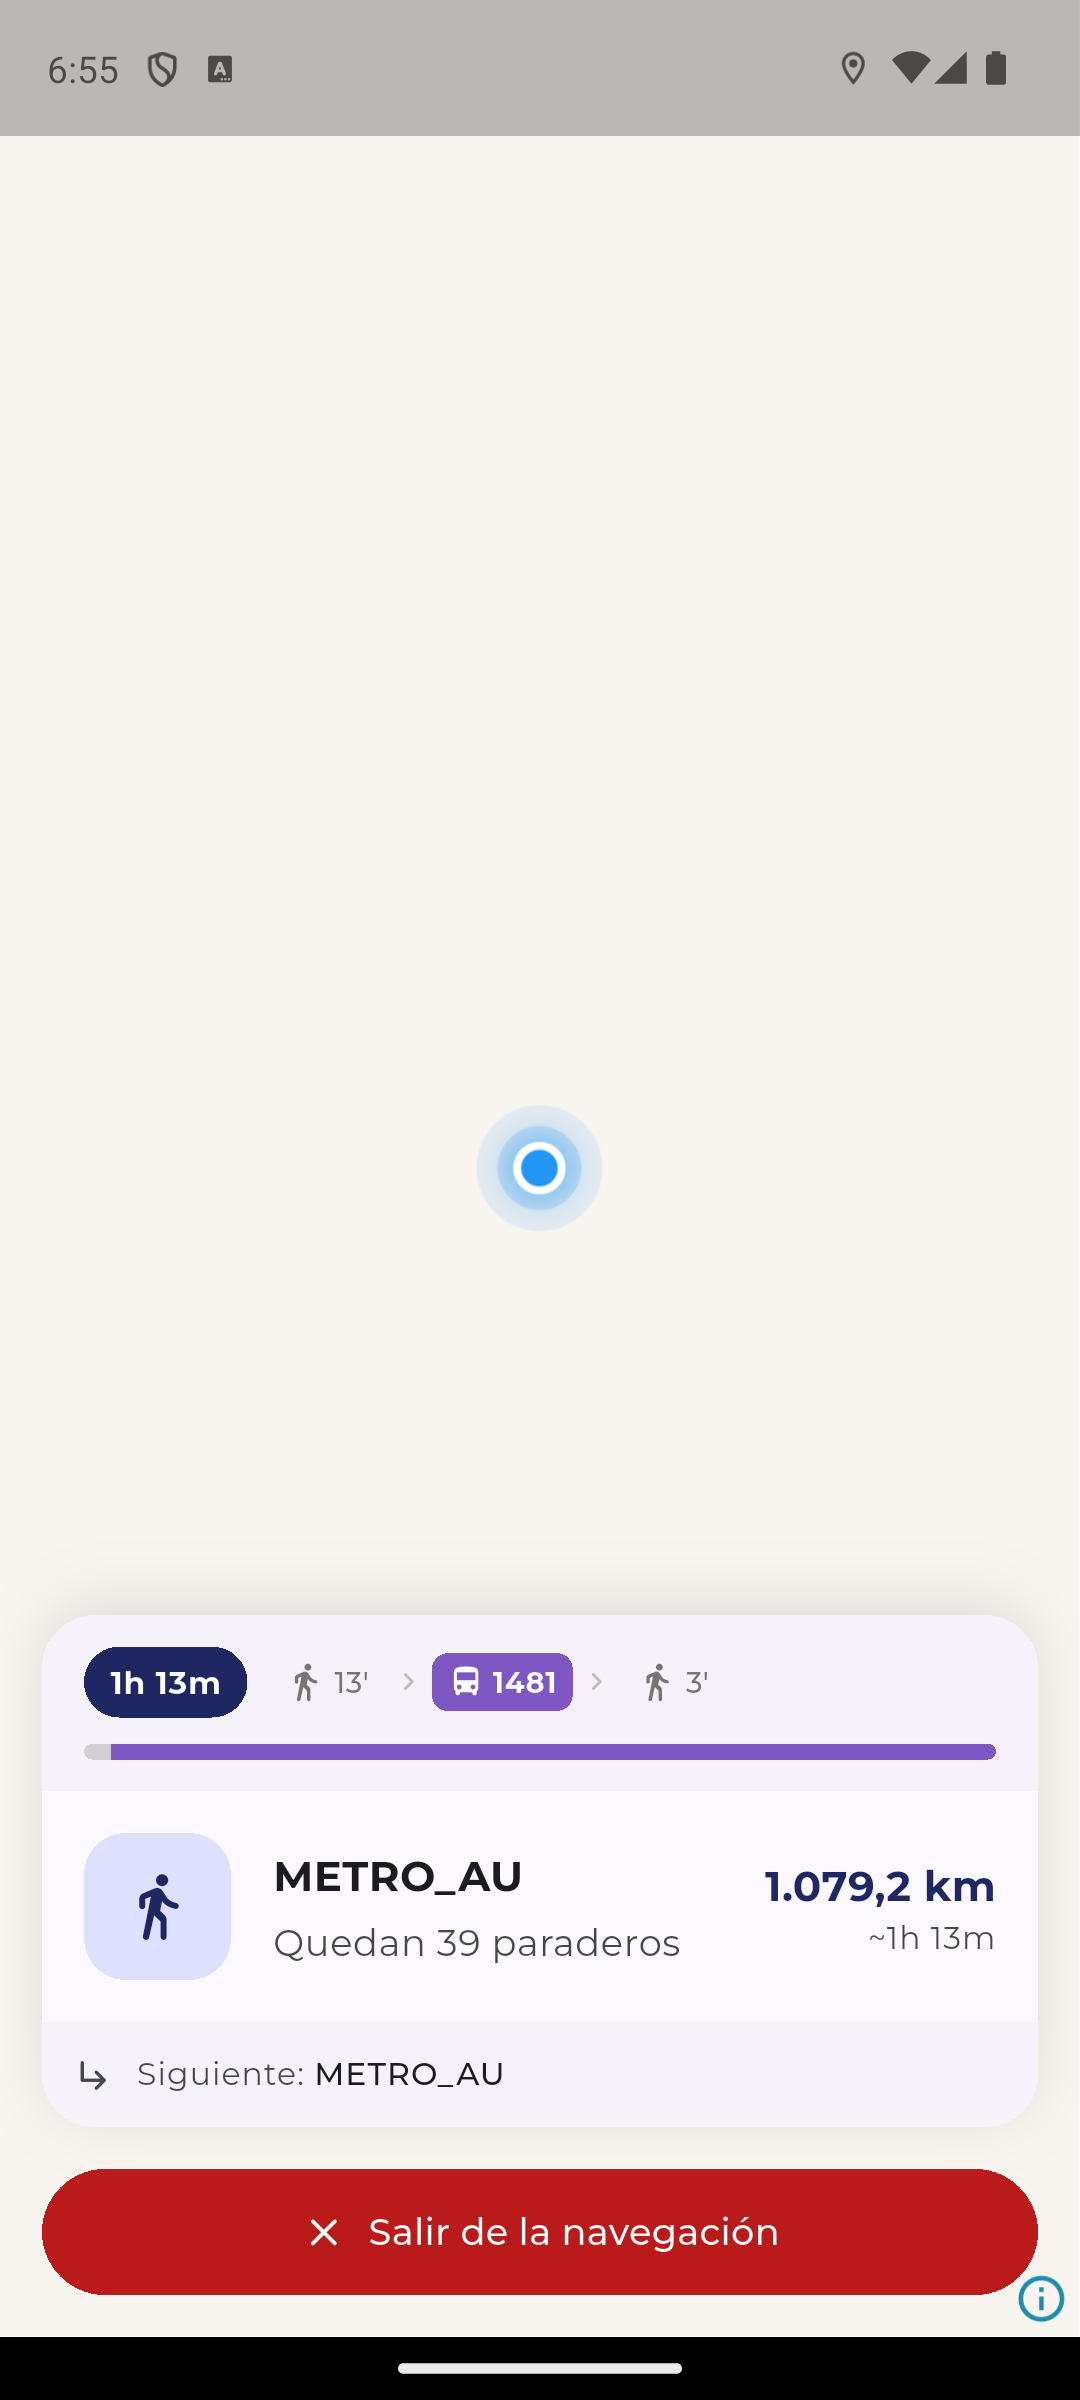 6:55
1h 13m
13'
1481
3'
METRO_AU
1.079,2 km
Quedan 39 paraderos
~1h 13m
Siguiente: METRO_AU
Salir de la navegación